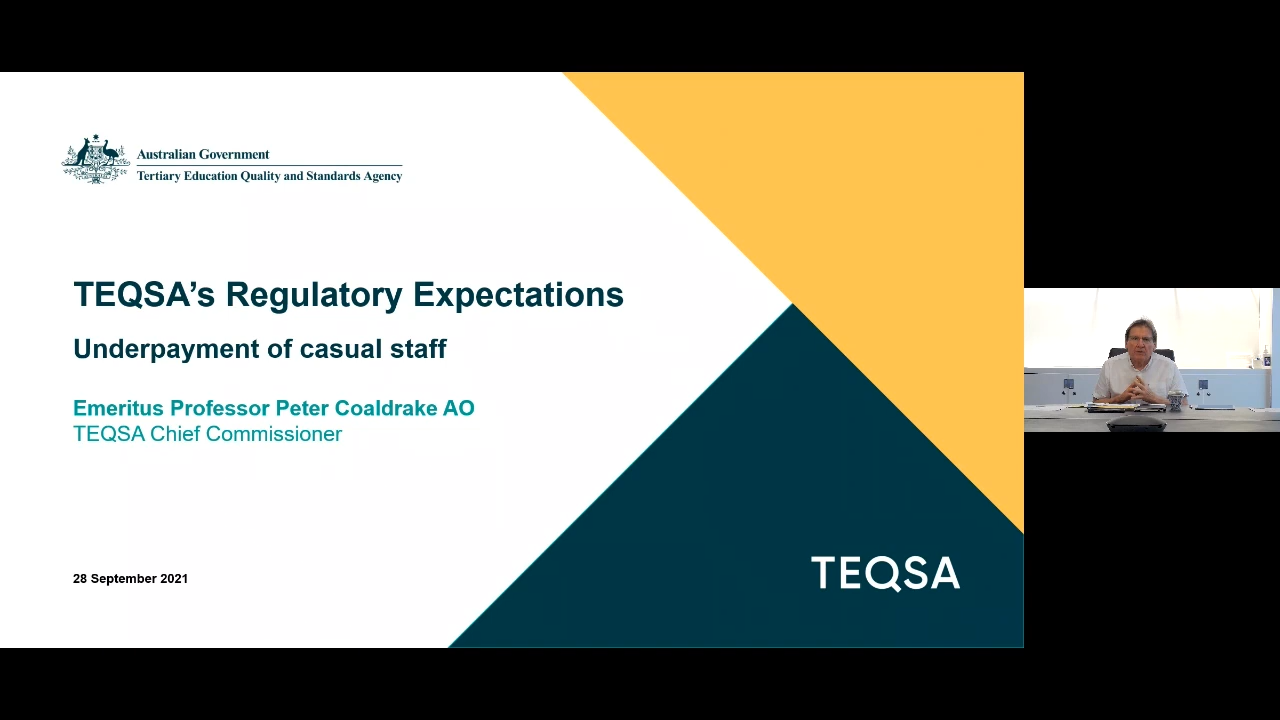 Australian Government
Tertiary Education Quality and Standards Agency
TEQSA’s Regulatory Expectations
Underpayment of casual staff
Emeritus Professor Peter Coaldrake AO
TEQSA Chief Commissioner
28 September 2021
TEQSA